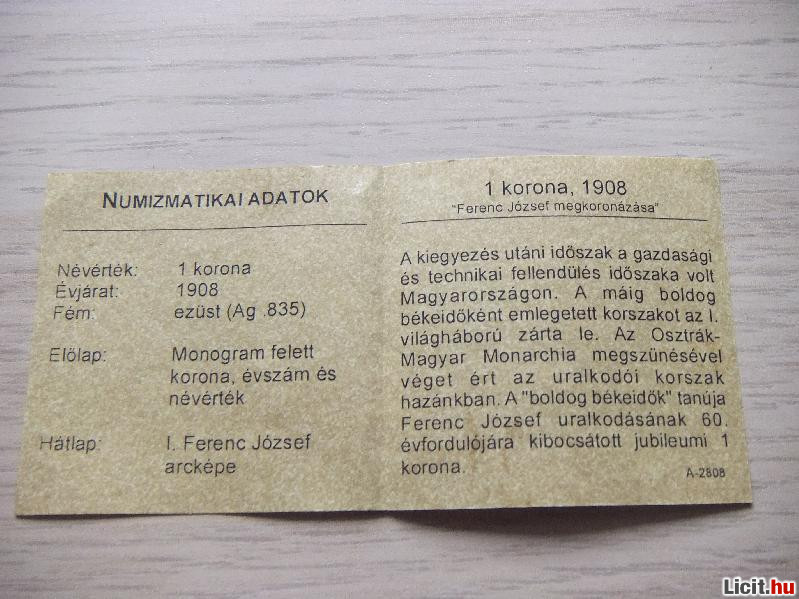 NUMIZMATIKAI ADATOK
Névérték: 1 korona
Évjárat: 1908
Fém: ezüst (Ag .835)
Előlap: Monogram felett
korona, évszám és
névérték
Hátlap: I. Ferenc József
arcképe
1 korona, 1908
"Ferenc József megkoronázása"
A kiegyezés utáni időszak a gazdasági
és technikai fellendülés időszaka volt
Magyarországon. A máig boldog
békeidőként emlegetett korszakot az I.
világháború zárta le. Az Osztrák-
Magyar Monarchia megszünésével
véget ért az uralkodói korszak
hazánkban. A "boldog békeidők" tanúja
Ferenc József uralkodásának 60.
évfordulójára kibocsátott jubileumi 1
korona.
A-2808
Licit.hu